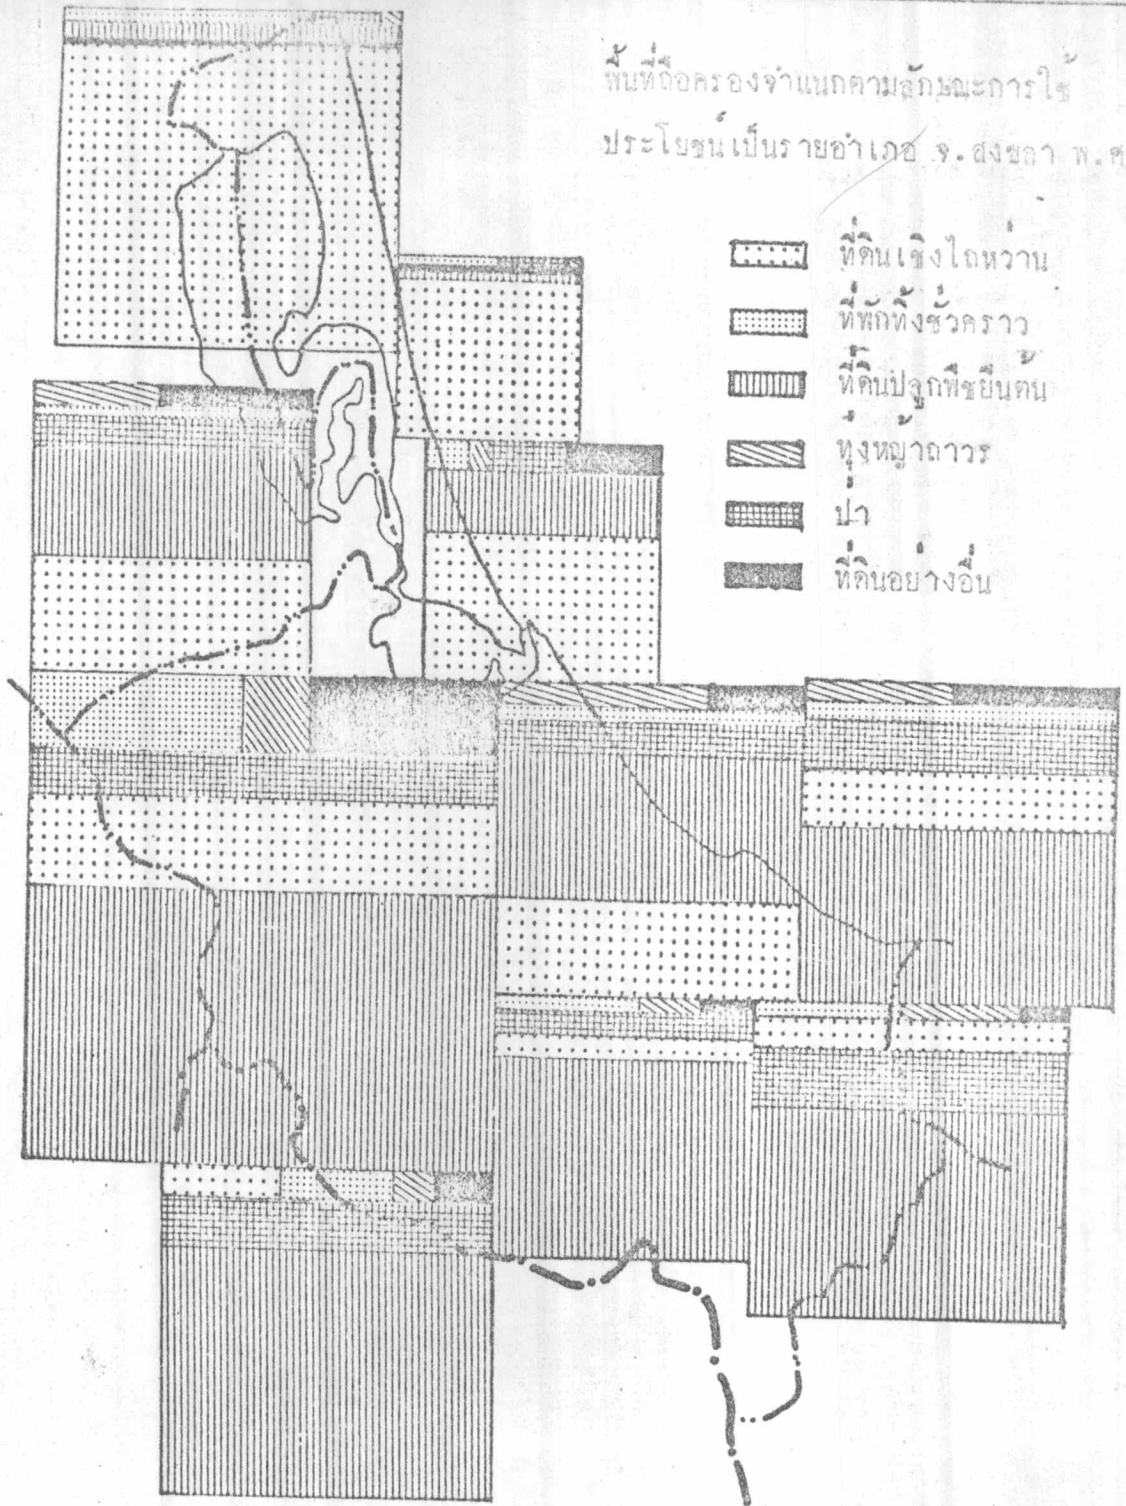 พื้นที่ถือครองจำแนกตามลักษณะการใช้
ประโยชน์เป็นรายอำเภอ จ.สงขลา พ.ศ
ที่ดินเชิงไถหว่าน
ที่พักทิ้งชั่วคราว
ที่ดินปลูกพืชยืนต้น
ทุ่งหญ้าถาวร
ป่า
ที่ดินอย่างอื่น